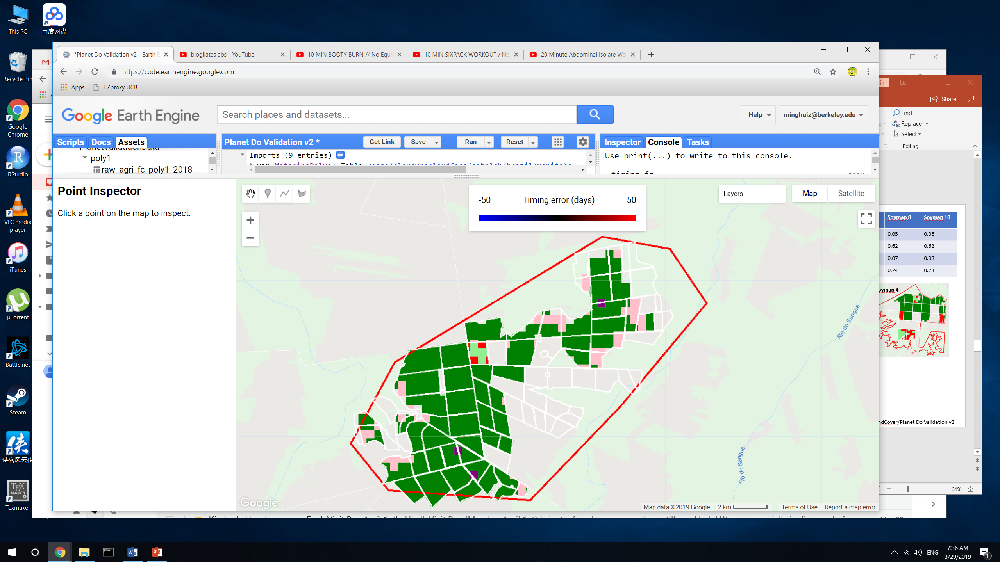 This PC
百度网盘
Recycle Bin
Google Chrome
RStudio
VLC media player
iTunes
µTorrent
Battle.net
Steam
侠客风云传
TEX MAKER
Texmaker
*Planet Do Validation v2 - Earth E
blogilates abs - YouTube
10 MIN BOOTY BURN // No Equi
10 MIN SIXPACK WORKOUT / No
20 Minute Abdominal Isolate Wo
https://code.earthengine.google.com
Apps
EZproxy UCB
Google Earth Engine
Search places and datasets...
Help
minghuiz@berkeley.edu
Scripts Docs Assets
PlanetValidationData
poly1
raw_agri_fc_poly1_2018
Planet Do Validation v2 *
Get Link Save Run Reset
Imports (9 entries)
Inspector Console Tasks
Use print(...) to write to this console.
Point Inspector
Click a point on the map to inspect.
-50 Timing error (days) 50
Layers
Map Satellite
Rio do Sangue
Rio do Sangue
Google
Map data ©2019 Google 2 km Terms of Use Report a map error
in
Share
Find
Replace
Select
Editing
Soymap 8 Soymap 10
0.05 0.06
0.62 0.62
0.07 0.08
0.24 0.23
oymap 4
ndCover/Planet Do Validation v2
64%
ENG
7:36 AM
3/29/2019
1